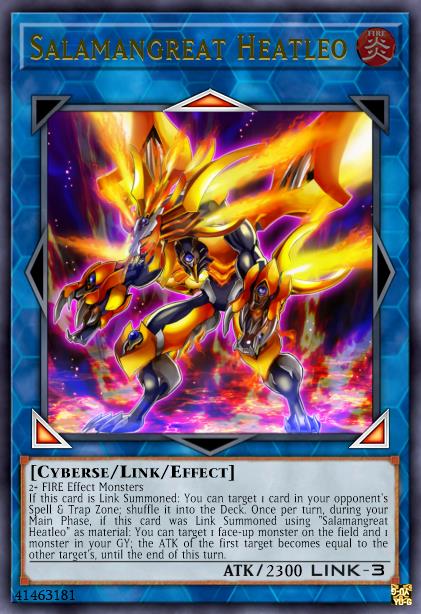 SALAMANGREAT HEATLEO
FIRE
炎
[CYBERSE/LINK/EFFECT]
2+ FIRE Effect Monsters
If this card is Link Summoned: You can target 1 card in your opponent's
Spell & Trap Zone; shuffle it into the Deck. Once per turn, during your
Main Phase, if this card was Link Summoned using "Salamangreat
Heatleo" as material: You can target 1 face-up monster on the field and 1
monster in your GY; the ATK of the first target becomes equal to the
other target's, until the end of this turn.
ATK/2300 LINK-3
41463181